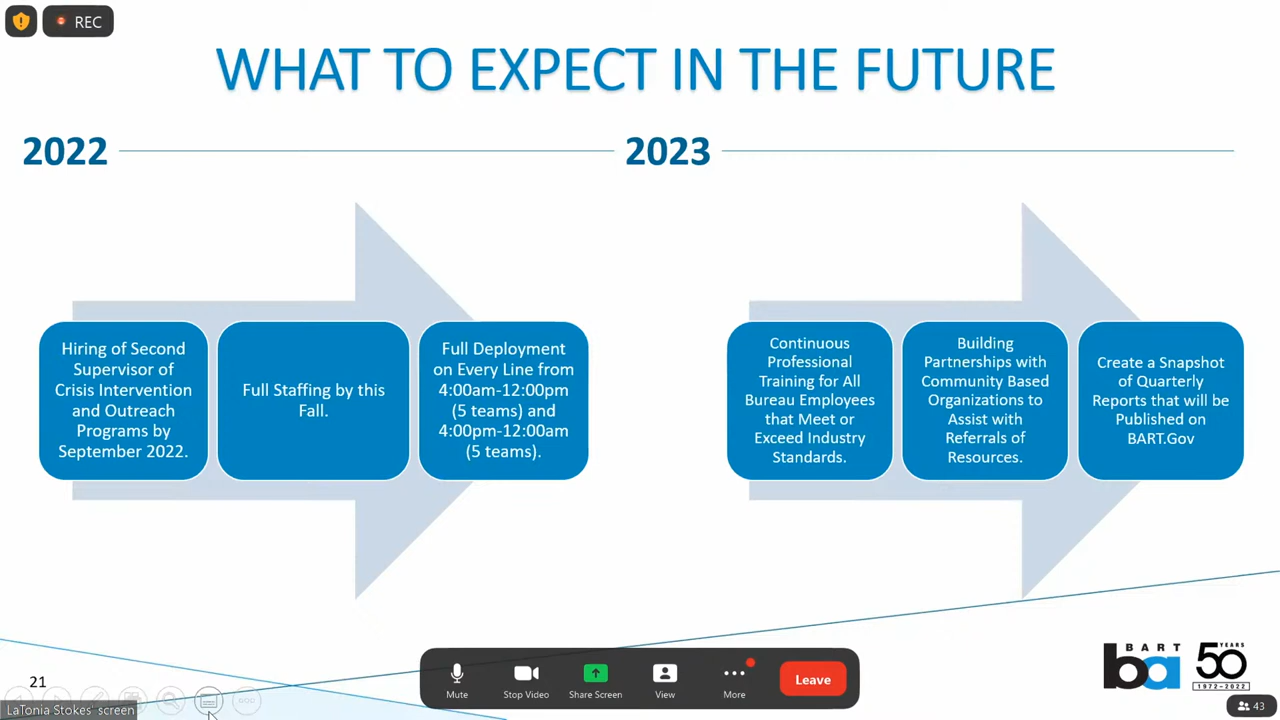 REC
WHAT TO EXPECT IN THE FUTURE
2022
2023
Hiring of Second
Supervisor of
Crisis Intervention
and Outreach
Programs by
September 2022.
Full Staffing by this
Fall.
Full Deployment
on Every Line from
4:00am-12:00pm
(5 teams) and
4:00pm-12:00am
(5 teams).
Continuous
Professional
Training for All
Bureau Employees
that Meet or
Exceed Industry
Standards.
Building
Partnerships with
Community Based
Organizations to
Assist with
Referrals of
Resources.
Create a Snapshot
of Quarterly
Reports that will be
Published on
BART.Gov
21
LaTonia Stokes' screen
Mute
Stop Video
Share Screen
View
More
Leave
BART
ba
50
YEARS
1972-2022
43